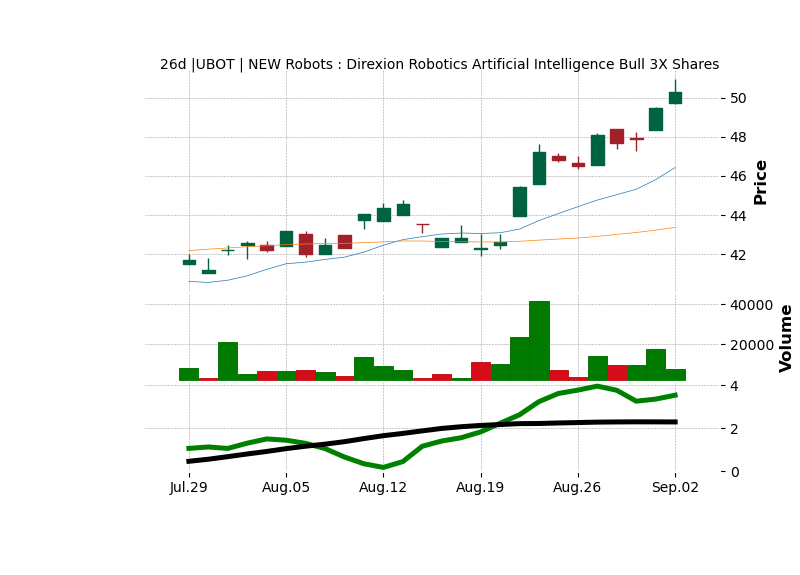 26d |UBOT | NEW Robots : Direxion Robotics Artificial Intelligence Bull 3X Shares
50
48
46
44
42
Price
40000
20000
Volume
4
2
0
Jul.29 Aug.05 Aug.12 Aug.19 Aug.26 Sep.02